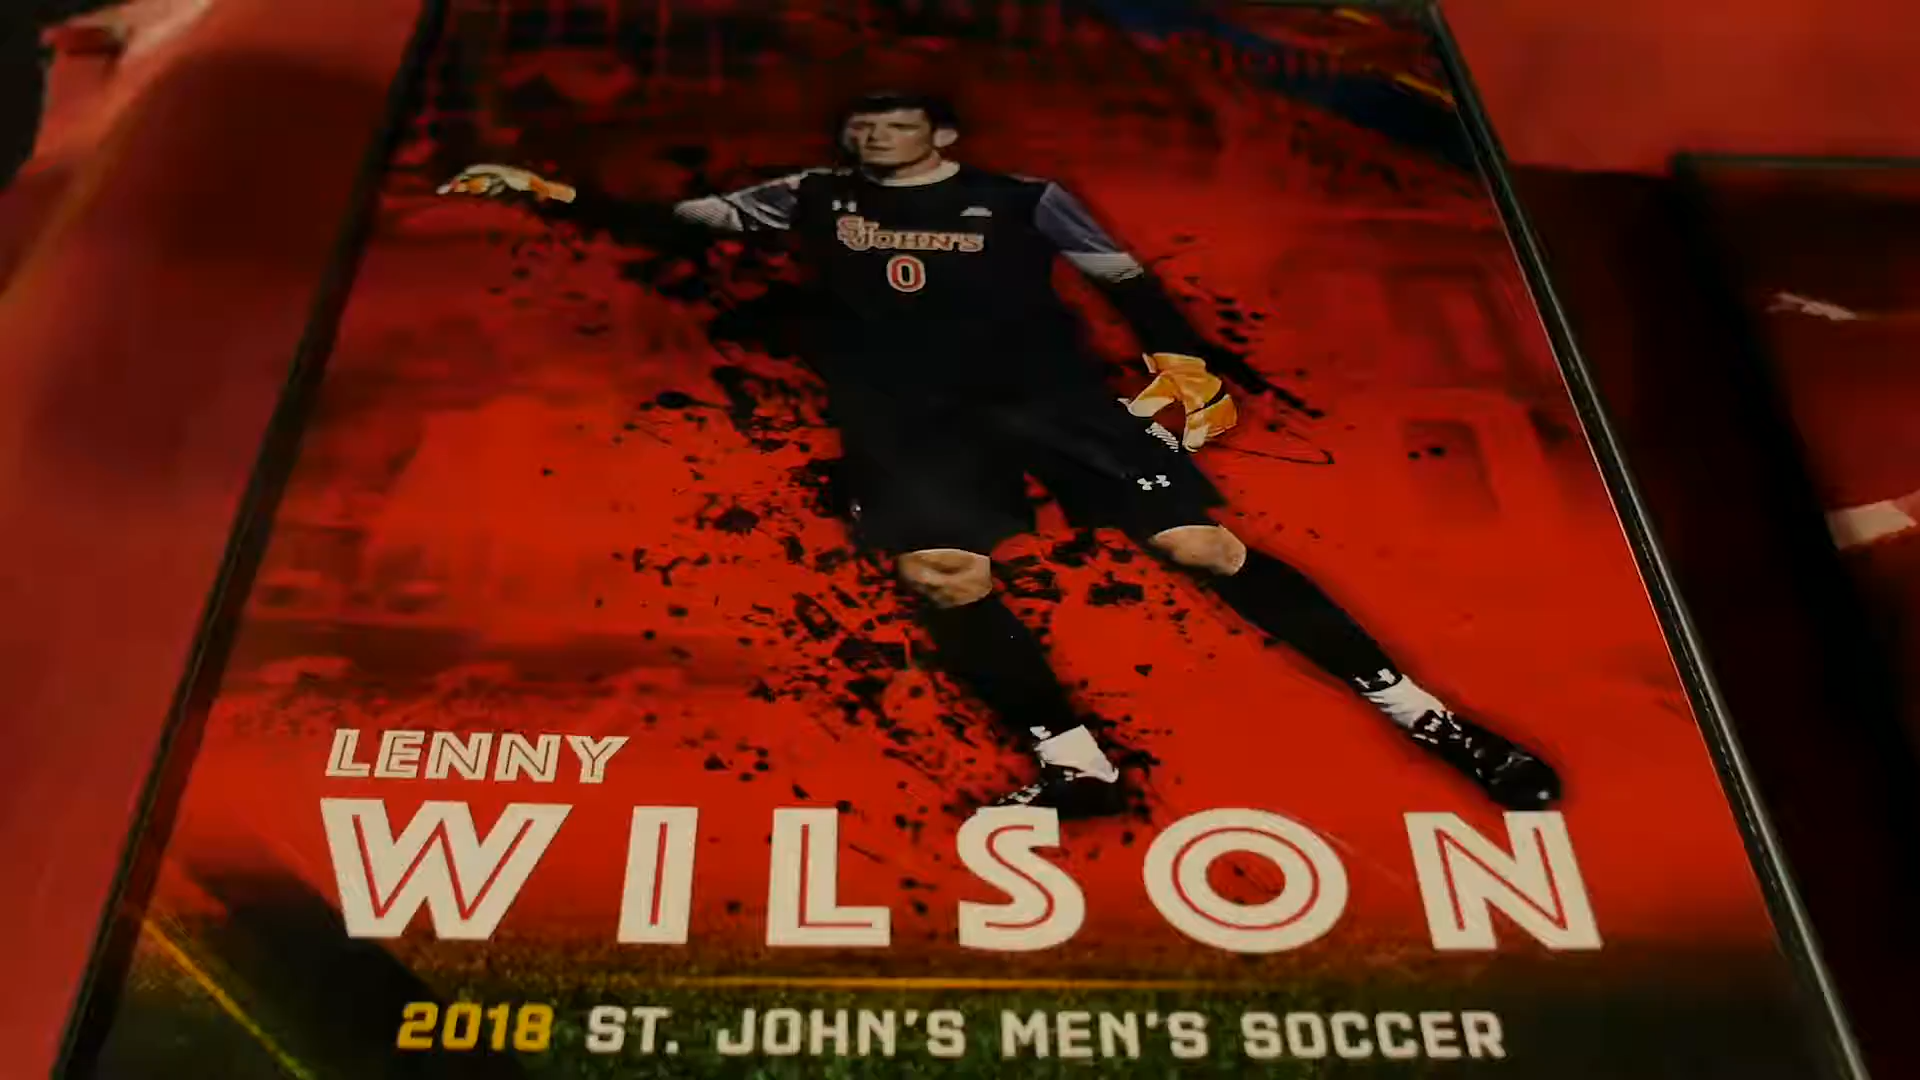 ST. JOHN'S
0
LENNY
WILSON
2018 ST. JOHN'S MEN'S SOCCER